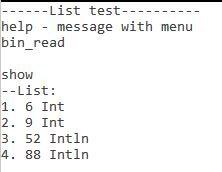 ------List test----------
help - message with menu
bin_read
show
--List:
1. 6 Int
2. 9 Int
3. 52 Intln
4. 88 Intln